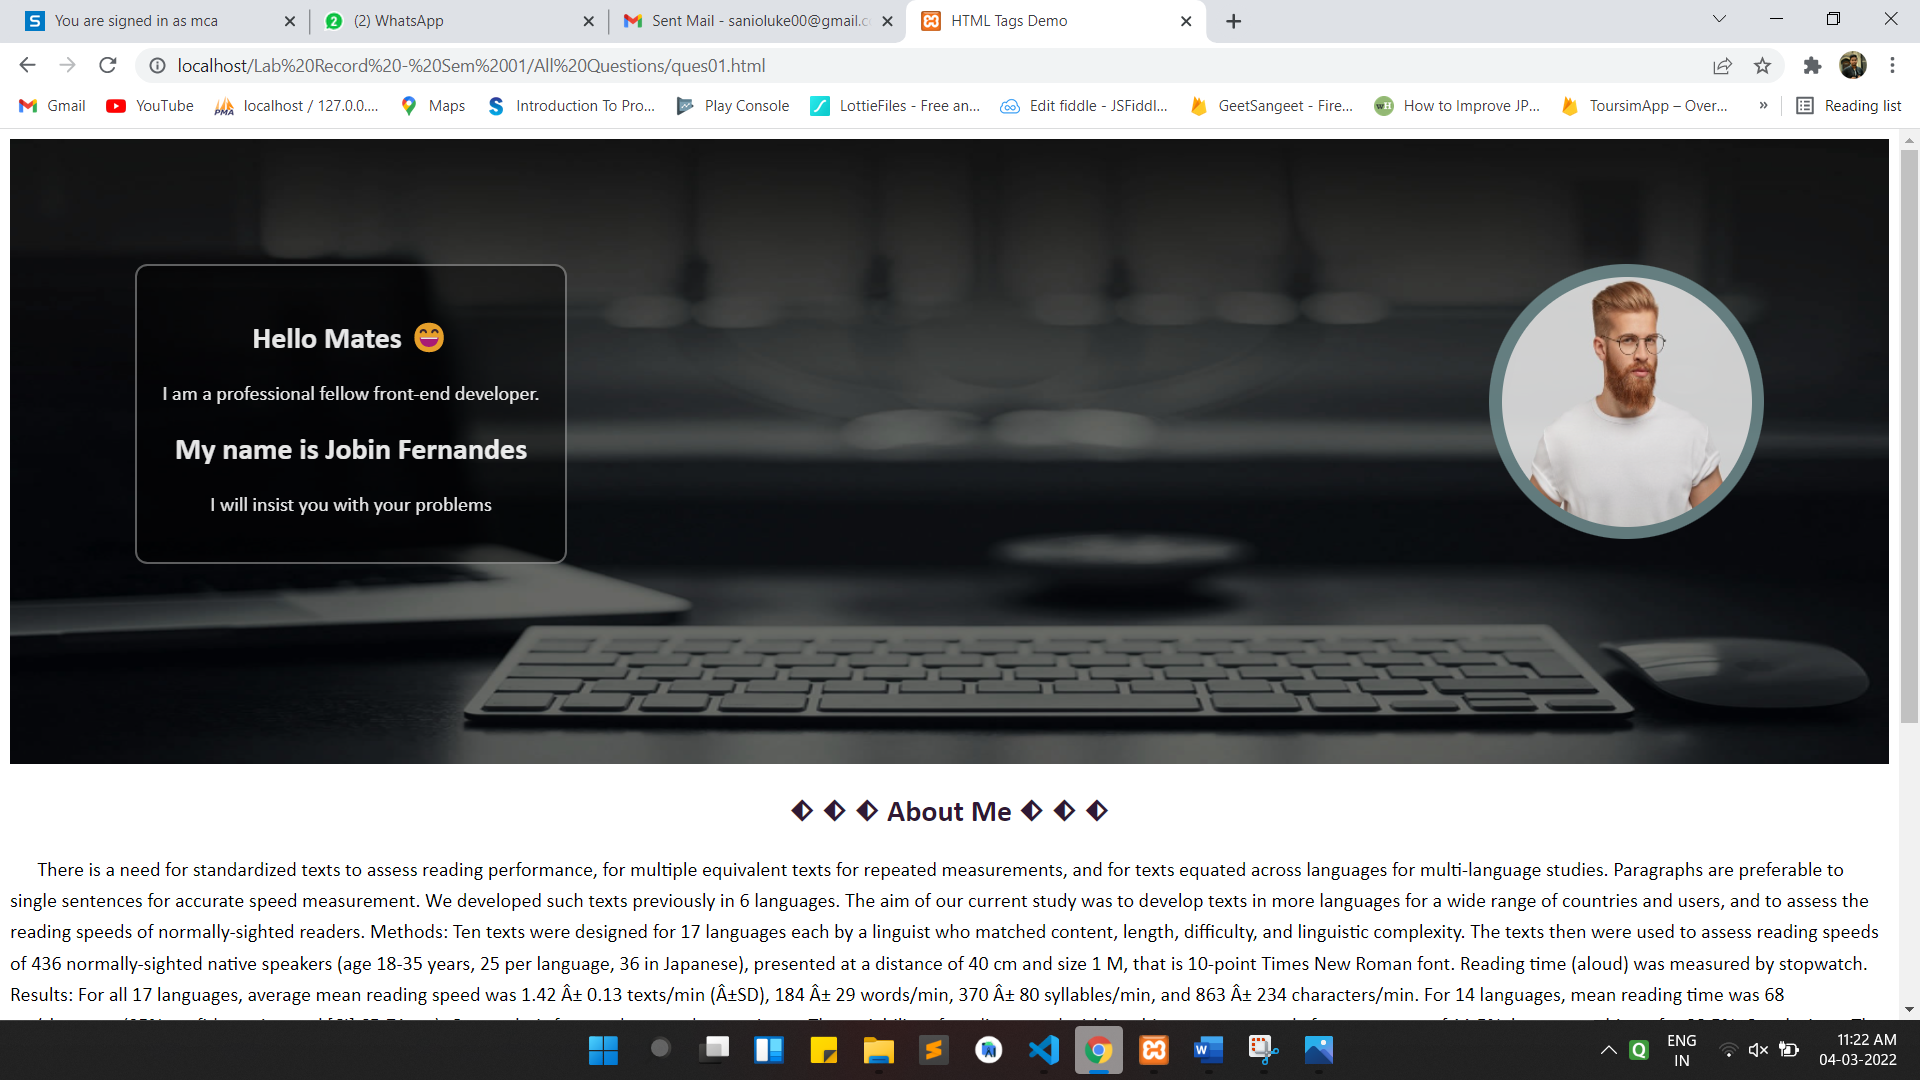 You are signed in as mca
(2) WhatsApp
Sent Mail - sanioluke00@gmail.c
HTML Tags Demo
localhost/Lab%20Record%20-%20Sem%2001/All%20Questions/ques01.html
Gmail
YouTube
localhost / 127.0.0....
Maps
Introduction To Pro...
Play Console
LottieFiles - Free an...
Edit fiddle - JSFiddl...
GeetSangeet - Fire...
How to Improve JP...
ToursimApp – Over...
»
Reading list
Hello Mates 😄
I am a professional fellow front-end developer.
My name is Jobin Fernandes
I will insist you with your problems
⬖ ⬖ ⬖ About Me ⬖ ⬖ ⬖
There is a need for standardized texts to assess reading performance, for multiple equivalent texts for repeated measurements, and for texts equated across languages for multi-language studies. Paragraphs are preferable to
single sentences for accurate speed measurement. We developed such texts previously in 6 languages. The aim of our current study was to develop texts in more languages for a wide range of countries and users, and to assess the
reading speeds of normally-sighted readers. Methods: Ten texts were designed for 17 languages each by a linguist who matched content, length, difficulty, and linguistic complexity. The texts then were used to assess reading speeds
of 436 normally-sighted native speakers (age 18-35 years, 25 per language, 36 in Japanese), presented at a distance of 40 cm and size 1 M, that is 10-point Times New Roman font. Reading time (aloud) was measured by stopwatch.
Results: For all 17 languages, average mean reading speed was 1.42 Â± 0.13 texts/min (Â±SD), 184 Â± 29 words/min, 370 Â± 80 syllables/min, and 863 Â± 234 characters/min. For 14 languages, mean reading time was 68
ENG
IN
11:22 AM
04-03-2022